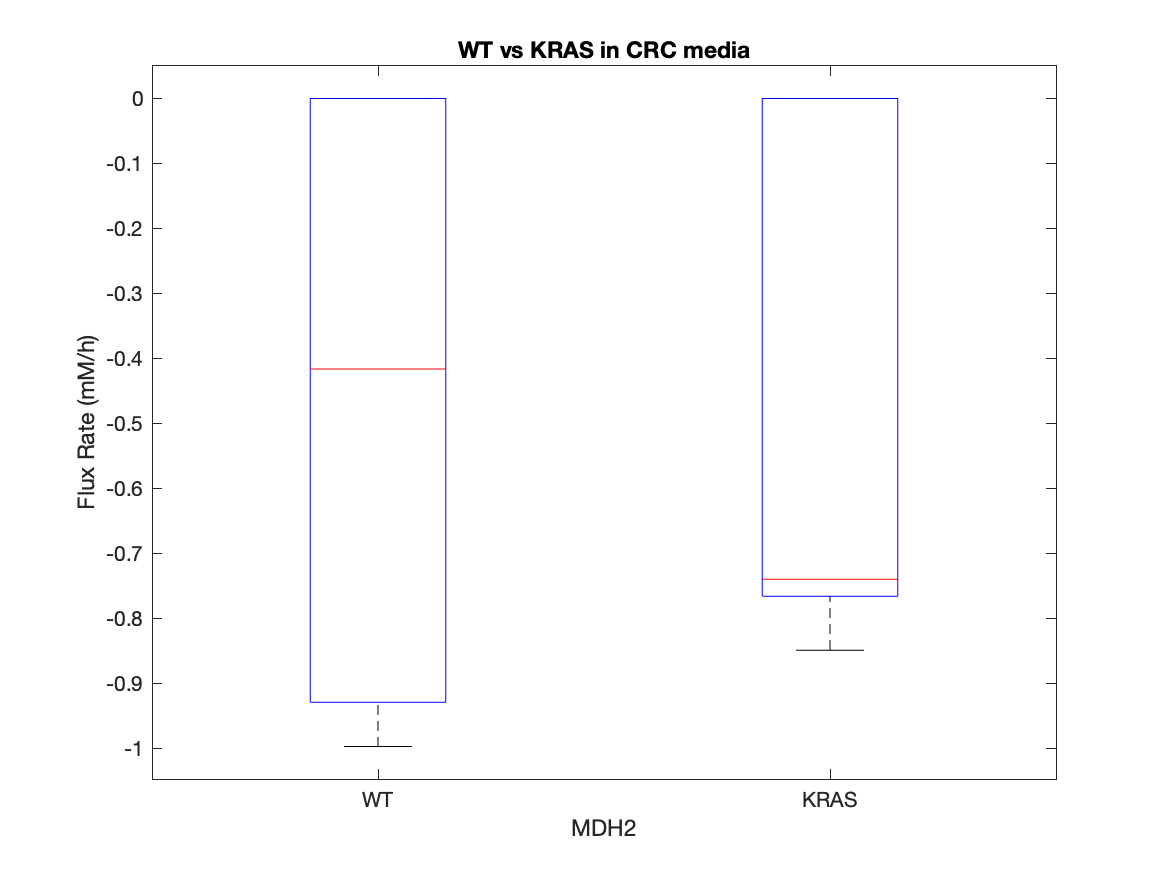 WT vs KRAS in CRC media
0
-0.1
-0.2
-0.3
-0.4
-0.5
-0.6
-0.7
-0.8
-0.9
-1
Flux Rate (mM/h)
WT KRAS
MDH2